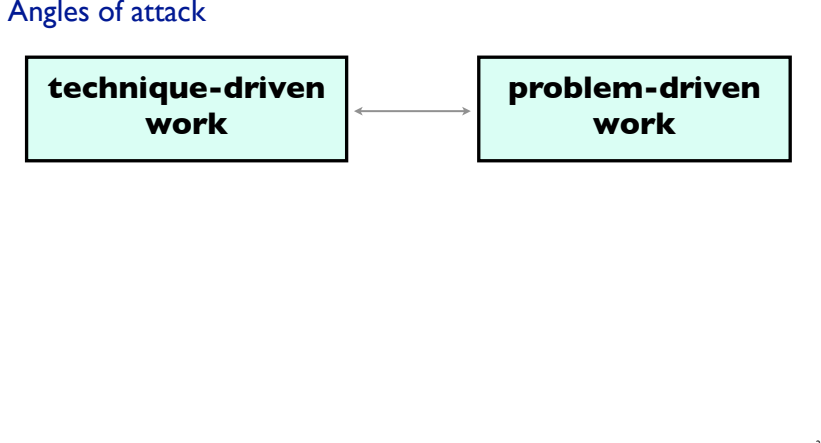 Angles of attack
technique-driven
work
problem-driven
work